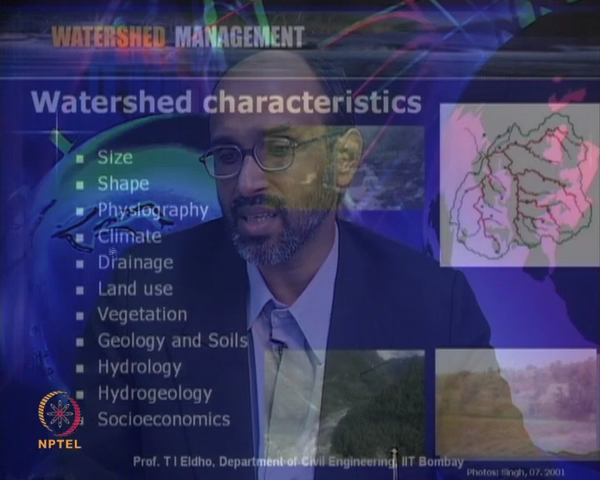 WATERSHED MANAGEMENT
Watershed characteristics
Size
Shape
Physiography
Climate
Drainage
Land use
Vegetation
Geology and Soils
Hydrology
Hydrogeology
Socioeconomics
NPTEL
Prof. T I Eldho, Department of Civil Engineering, IIT Bombay
Photos: Singh, 07.2001